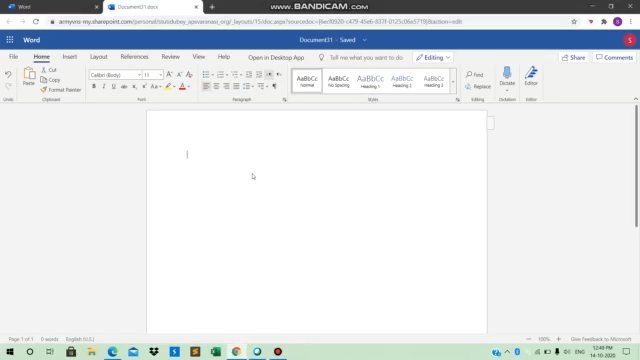 WWW.BANDICAM.COM
Word
Document31.docx
armyvns-my.sharepoint.com/personal/stutidubey_apsvaranasi_org/_layouts/15/doc.aspx?sourcedoc={6ecf0920-c479-45e6-837f-0125c06e5719}&action=edit
Word
Document31 - Saved
File
Home
Insert
Layout
References
Review
View
Help
Open in Desktop App
Tell me what you want to do
Editing
Share
Comments
Undo
Paste
Cut
Copy
Format Painter
Clipboard
Calibri (Body)
11
Font
Paragraph
AaBbCc
Normal
AaBbCc
No Spacing
AaBbCc
Heading 1
AaBbCc
Heading 2
AaBbCc
Heading 3
Styles
Find
Replace
Editing
Dictate
Dictation
Editor
Editor
Page 1 of 1
0 words
English (U.S.)
100%
Give Feedback to Microsoft
ENG
12:49 PM
14-10-2020